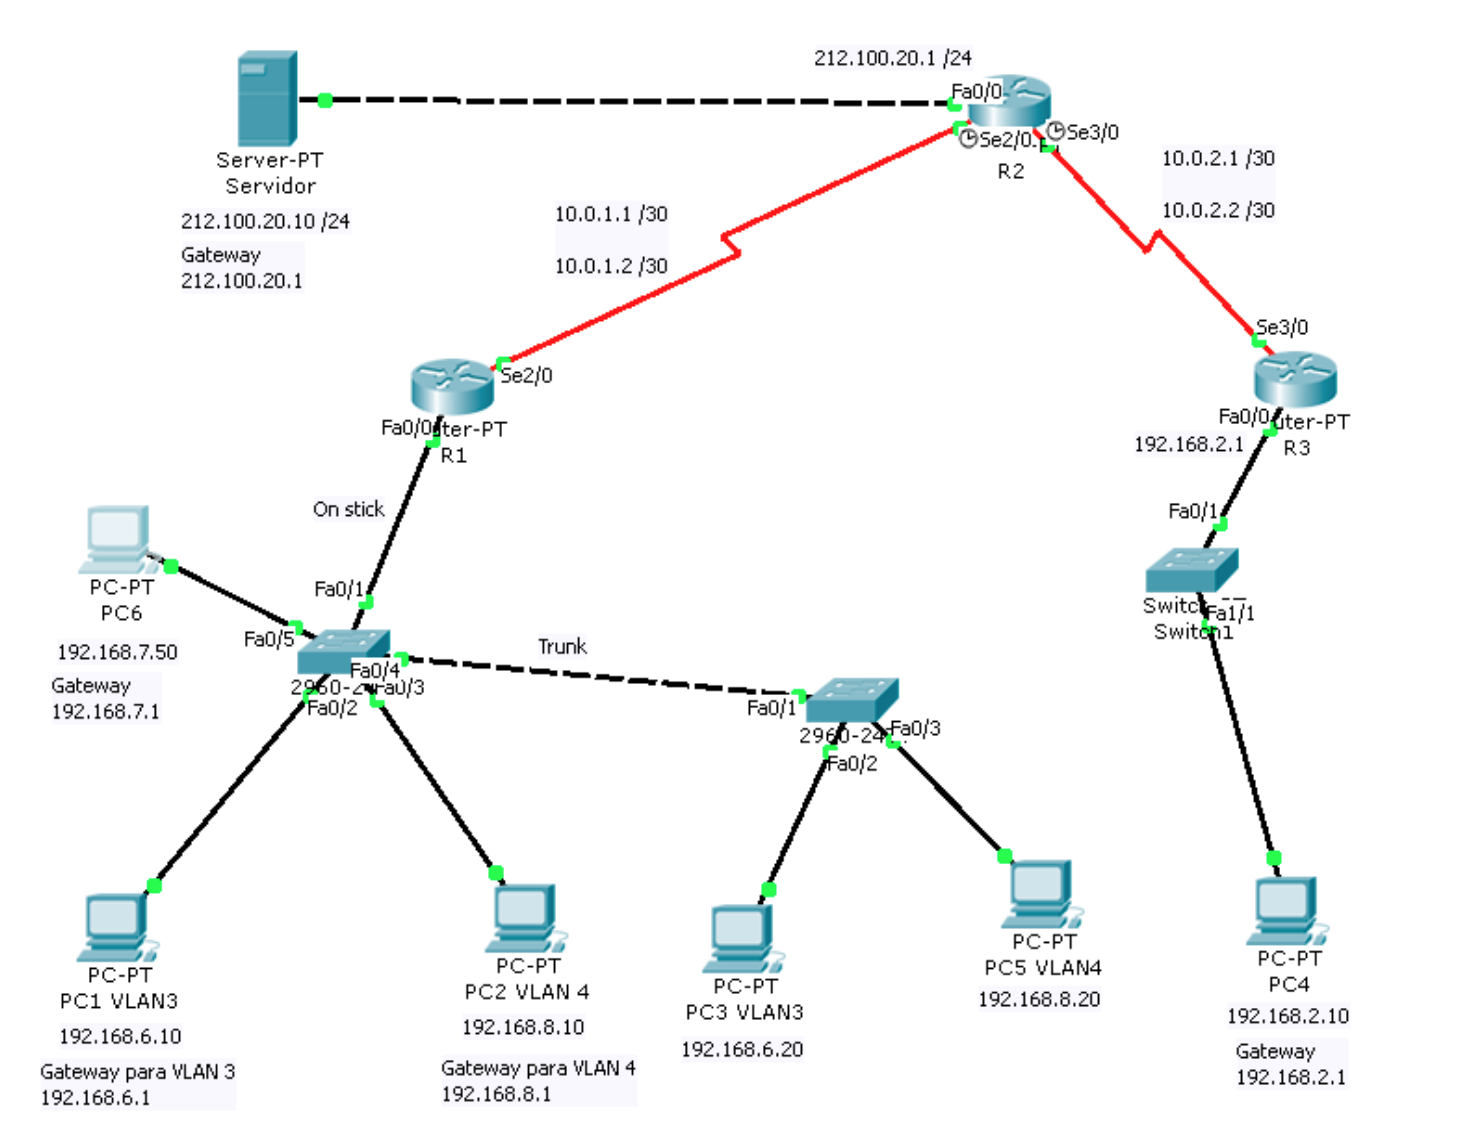 212.100.20.1 /24
Fa0/0
Se2/0
Se3/0
R2
Server-PT
Servidor
212.100.20.10 /24
Gateway
212.100.20.1
10.0.1.1 /30
10.0.1.2 /30
10.0.2.1 /30
10.0.2.2 /30
Se2/0
Fa0/0
uter-PT
R1
Se3/0
Fa0/0
uter-PT
192.168.2.1
R3
On stick
Fa0/1
PC-PT
PC6
192.168.7.50
Gateway
192.168.7.1
Fa0/5
Fa0/4
Fa0/3
Fa0/2
Trunk
Fa0/1
2960-24
Fa0/3
Fa0/2
Fa0/1
Switch
Fa1/1
Switch1
PC-PT
PC1 VLAN3
192.168.6.10
Gateway para VLAN 3
192.168.6.1
PC-PT
PC2 VLAN 4
192.168.8.10
Gateway para VLAN 4
192.168.8.1
PC-PT
PC3 VLAN3
192.168.6.20
PC-PT
PC5 VLAN4
192.168.8.20
PC-PT
PC4
192.168.2.10
Gateway
192.168.2.1